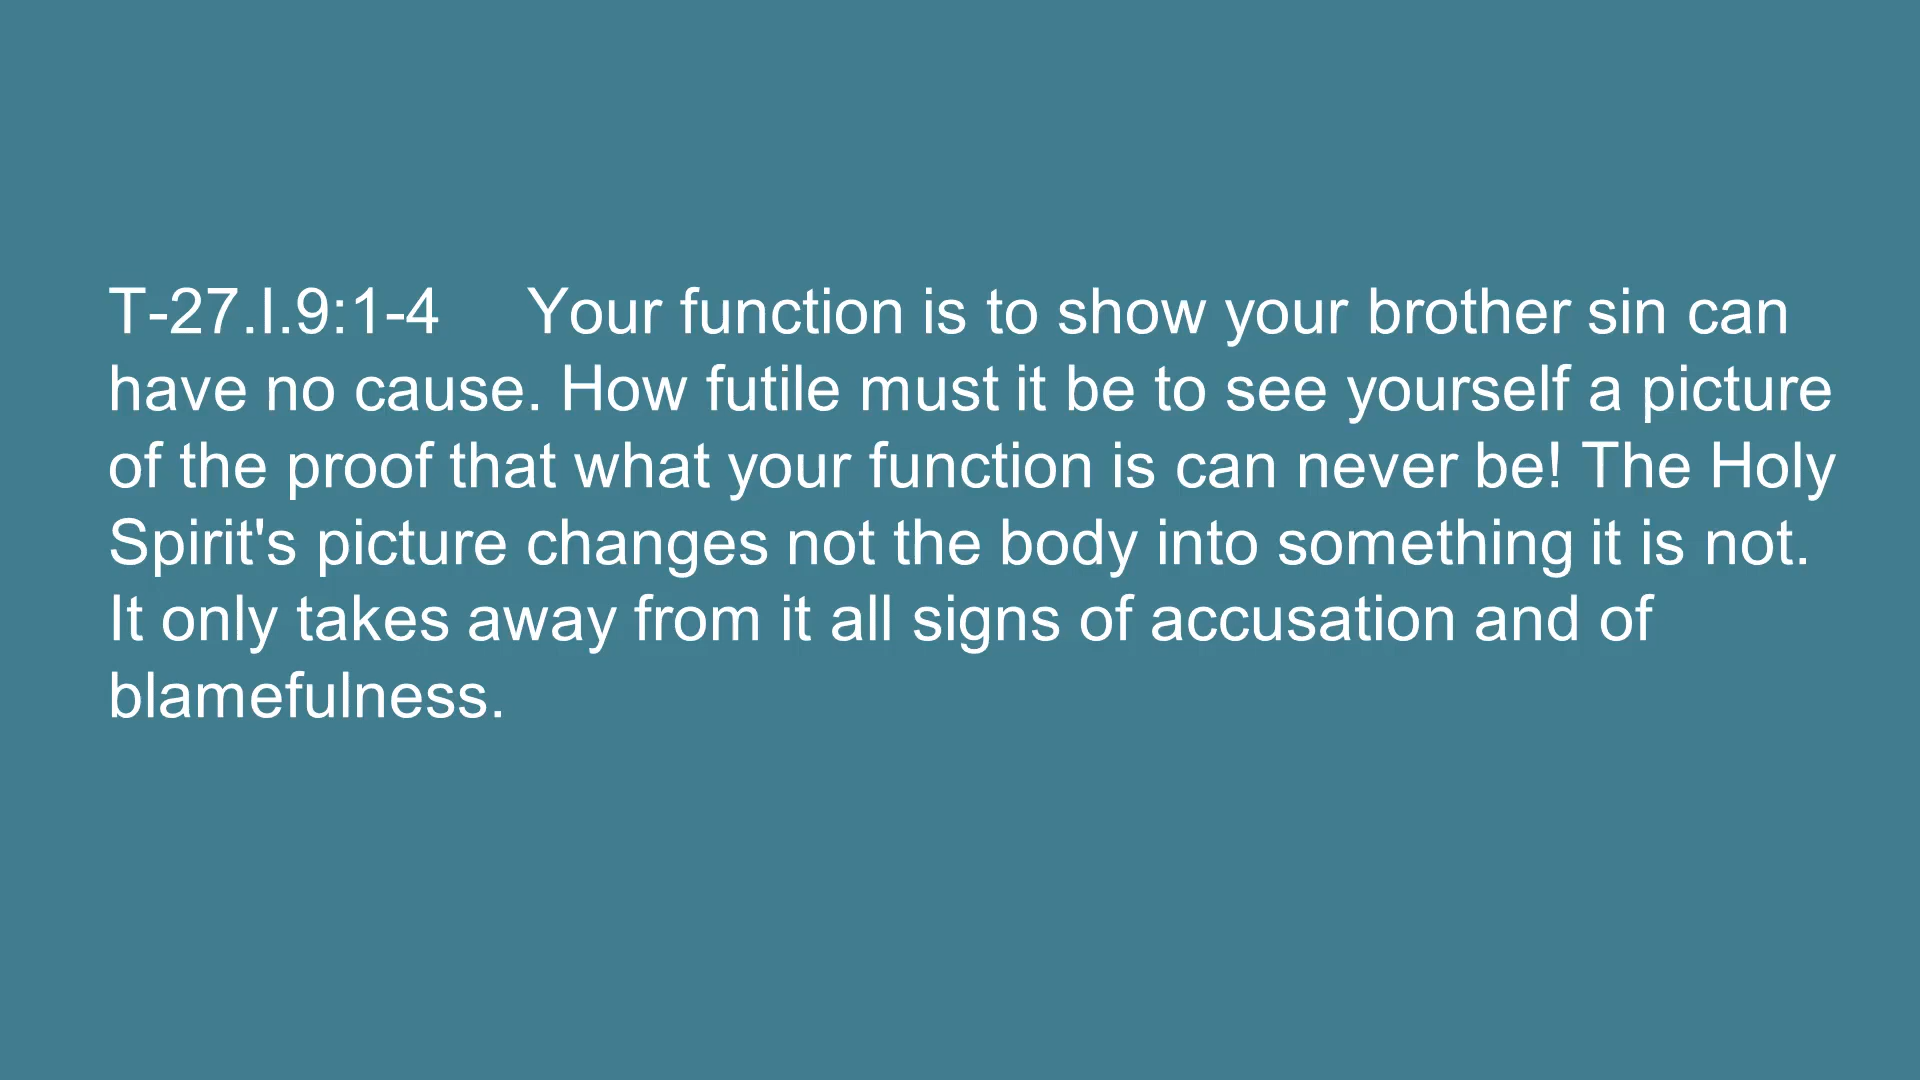 T-27.I.9:1-4     Your function is to show your brother sin can
have no cause. How futile must it be to see yourself a picture
of the proof that what your function is can never be! The Holy
Spirit's picture changes not the body into something it is not.
It only takes away from it all signs of accusation and of
blamefulness.